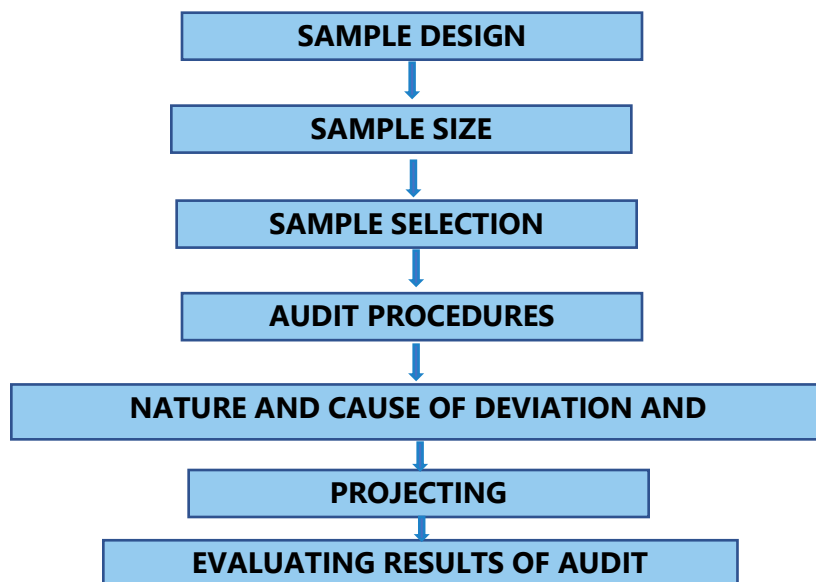 SAMPLE DESIGN
SAMPLE SIZE
SAMPLE SELECTION
AUDIT PROCEDURES
NATURE AND CAUSE OF DEVIATION AND
PROJECTING
EVALUATING RESULTS OF AUDIT